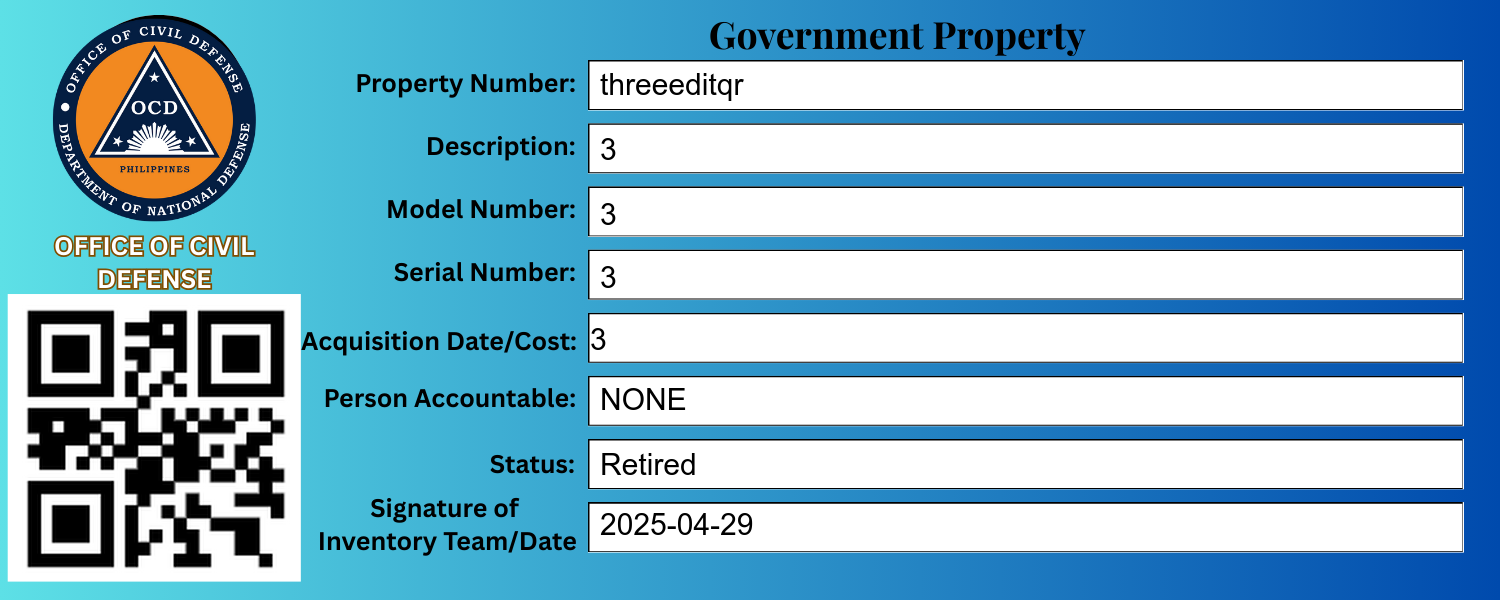 OFFICE OF CIVIL DEFENSE
OCD
PHILIPPINES
DEPARTMENT OF NATIONAL DEFENSE
OFFICE OF CIVIL
DEFENSE
Government Property
Property Number: threeeditqr
Description: 3
Model Number: 3
Serial Number: 3
Acquisition Date/Cost: 3
Person Accountable: NONE
Status: Retired
Signature of
Inventory Team/Date 2025-04-29